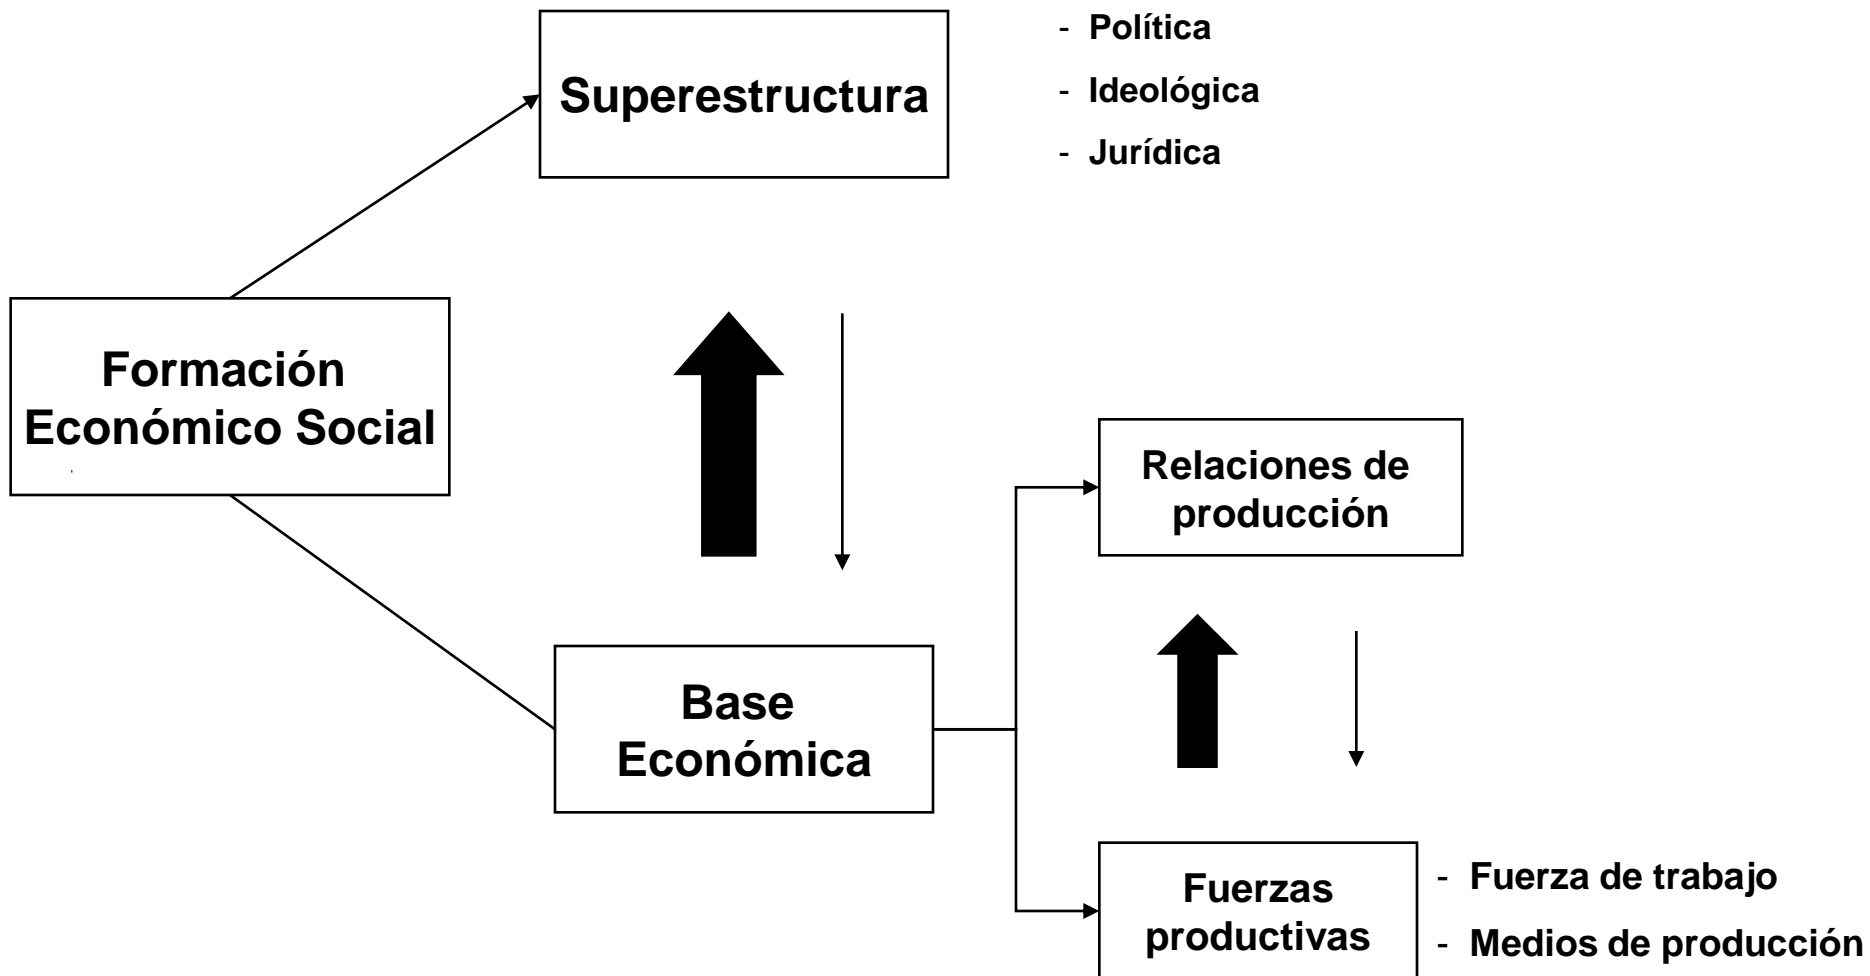 Superestructura
- Política
- Ideológica
- Jurídica
Formación
Económico Social
Relaciones de
producción
Base
Económica
Fuerzas
productivas
- Fuerza de trabajo
- Medios de producción